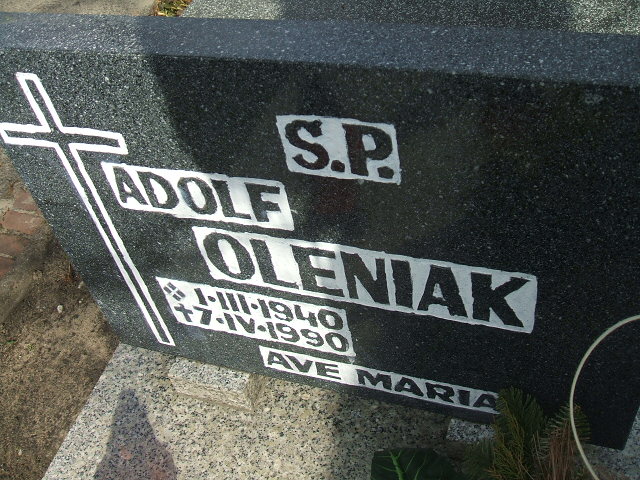 S.P.
ADOLF
OLENIAK
1·III·1940
+7·IV·1990
AVE MARIA